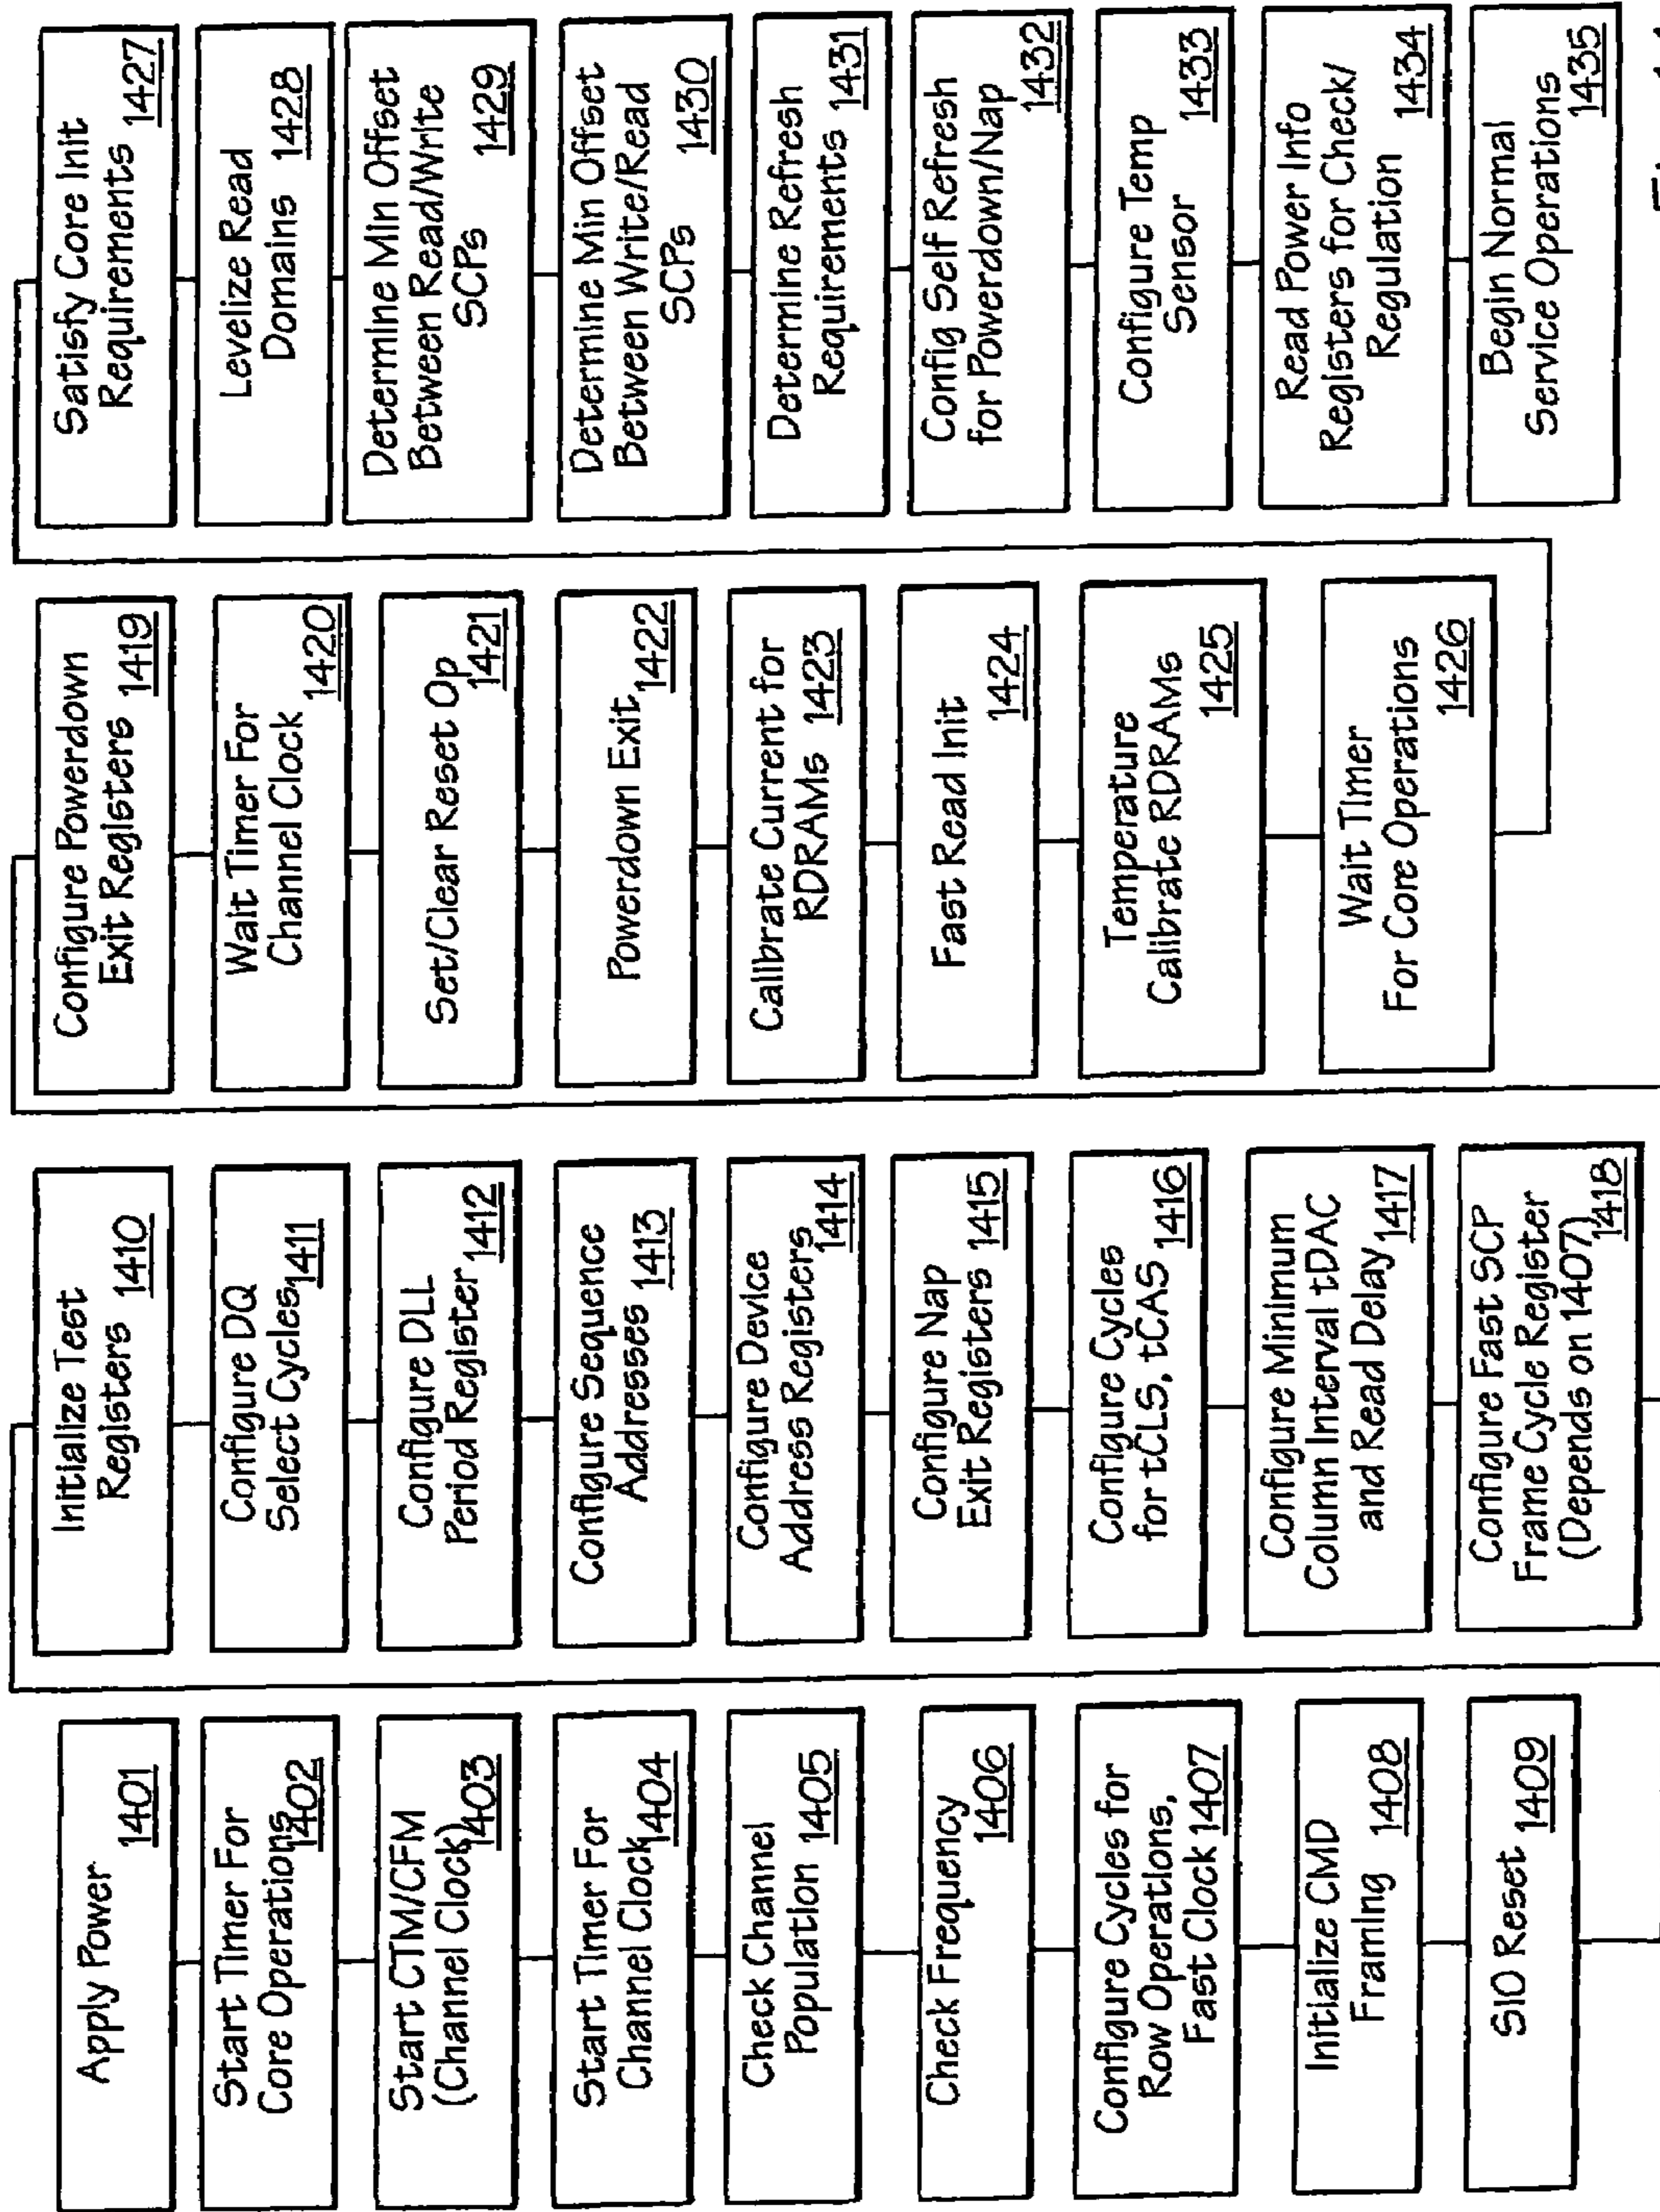 Apply Power
1401
Start Timer For
Core Operations
1402
Start CTM/CFM
(Channel Clock)
1403
Start Timer For
Channel Clock
1404
Check Channel
Population 1405
Check Frequency
1406
Configure Cycles for
Row Operations,
Fast Clock 1407
Initialize CMD
Framing 1408
SIO Reset 1409
Initialize Test
Registers 1410
Configure DQ
Select Cycles 1411
Configure DLL
Period Register 1412
Configure Sequence
Addresses 1413
Configure Device
Address Registers
1414
Configure Nap
Exit Registers 1415
Configure Cycles
for tCLS, tCAS 1416
Configure Minimum
Column Interval tDAC
and Read Delay 1417
Configure Fast SCP
Frame Cycle Register
(Depends on 1407)
1418
Configure Powerdown
Exit Registers 1419
Wait Timer For
Channel Clock
1420
Set/Clear Reset Op
1421
Powerdown Exit
1422
Calibrate Current for
RDRAMs 1423
Fast Read Init
1424
Temperature
Calibrate RDRAMs
1425
Wait Timer
For Core Operations
1426
Satisfy Core Init
Requirements 1427
Levelize Read
Domains 1428
Determine Min Offset
Between Read/Write
SCPs 1429
Determine Min Offset
Between Write/Read
SCPs 1430
Determine Refresh
Requirements 1431
Config Self Refresh
for Powerdown/Nap
1432
Configure Temp
Sensor 1433
Read Power Info
Registers for Check/
Regulation 1434
Begin Normal
Service Operations
1435